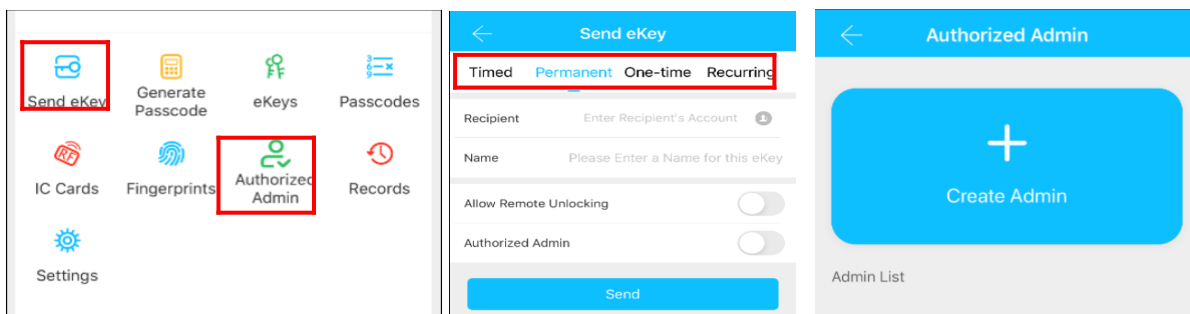 Send eKey
Generate
Passcode
eKeys
Passcodes
IC Cards
Fingerprints
Authorized
Admin
Records
Settings
Send eKey
Timed Permanent One-time Recurring
Recipient Enter Recipient's Account
Name Please Enter a Name for this eKey
Allow Remote Unlocking
Authorized Admin
Send
Authorized Admin
Create Admin
Admin List